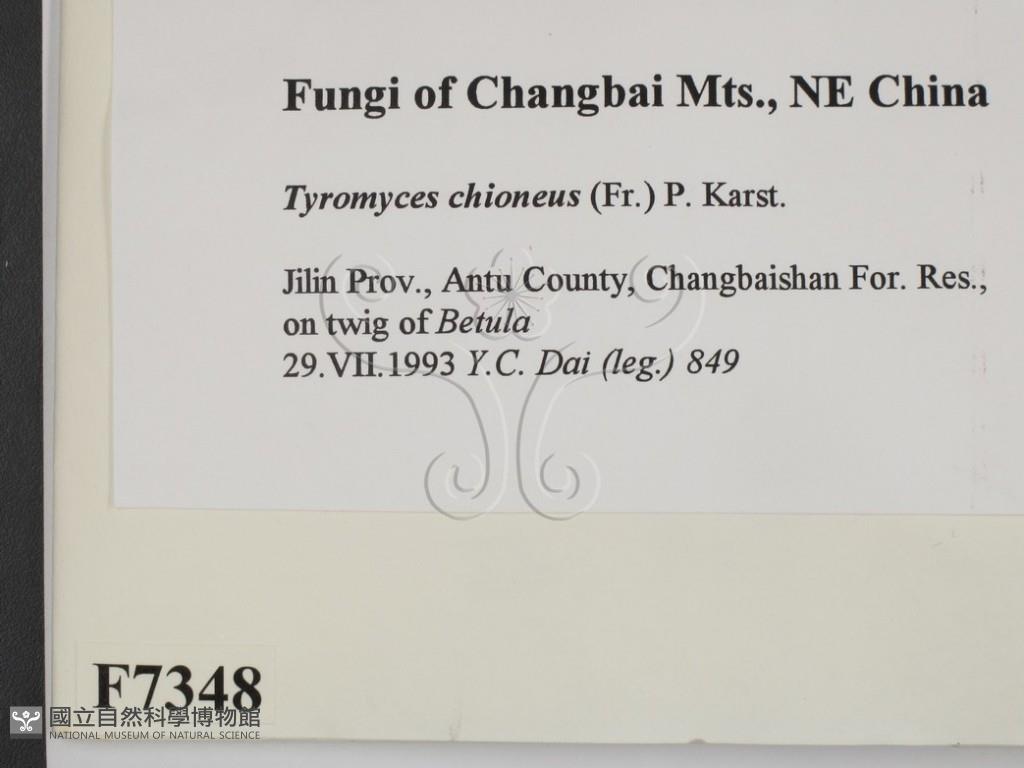 Fungi of Changbai Mts., NE China
Tyromyces chioneus (Fr.) P. Karst.
Jilin Prov., Antu County, Changbaishan For. Res.,
on twig of Betula
29.VII.1993 Y.C. Dai (leg.) 849
F7348
國立自然科學博物館
NATIONAL MUSEUM OF NATURAL SCIENCE